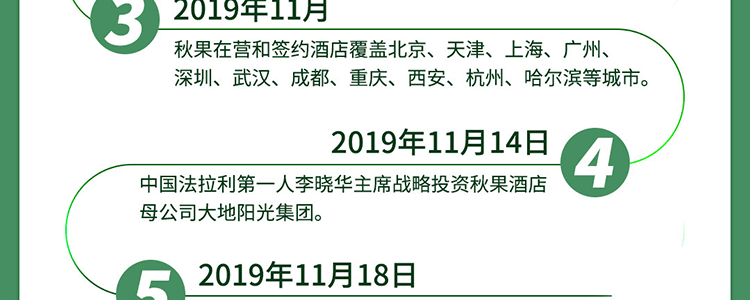 3
2019年11月
秋果在营和签约酒店覆盖北京、天津、上海、广州、
深圳、武汉、成都、重庆、西安、杭州、哈尔滨等城市。
2019年11月14日
4
中国法拉利第一人李晓华主席战略投资秋果酒店
母公司大地阳光集团。
5
2019年11月18日